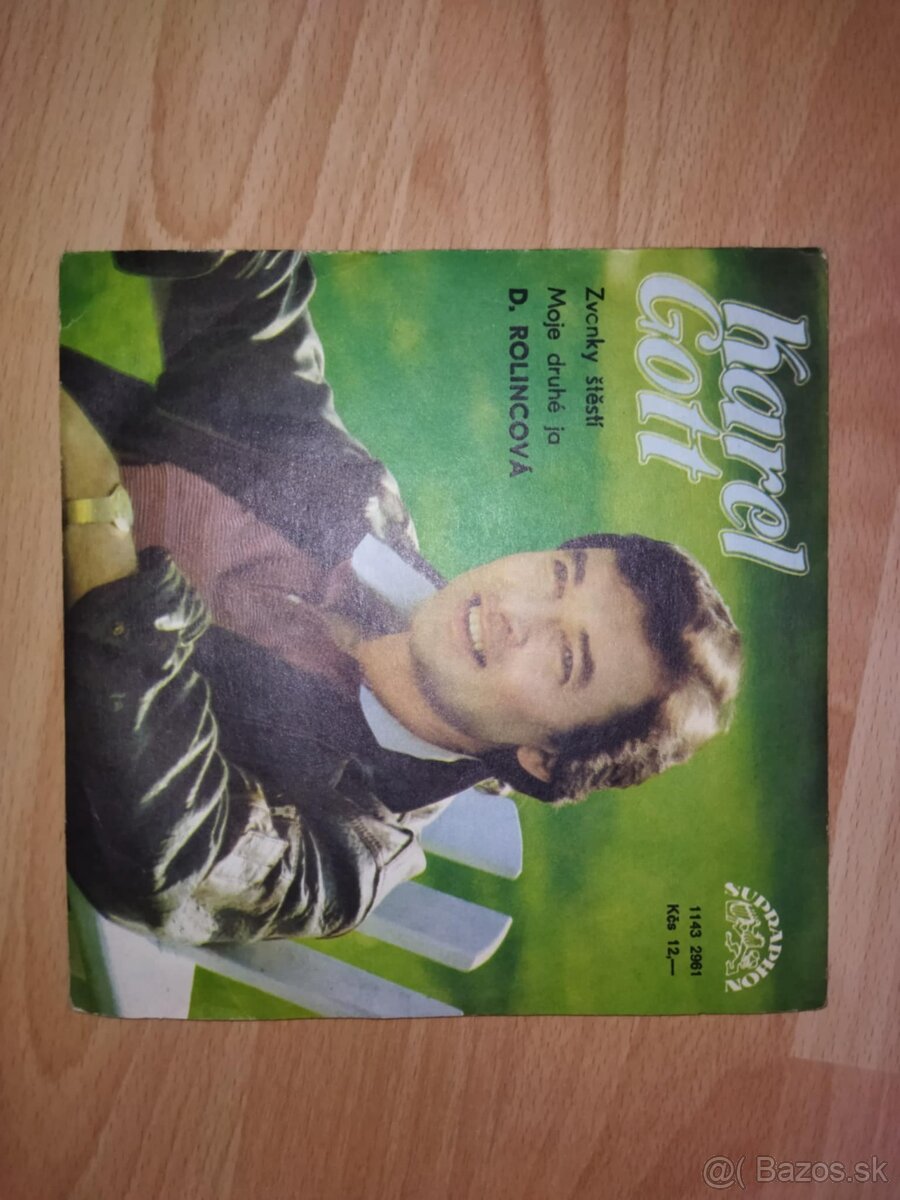 Karel
Gott
Zvonky štěstí
Moje druhé ja
D. ROLINCOVÁ
SUPRAPHON
1143 2961
Kčs 12,—
@( Bazos.sk